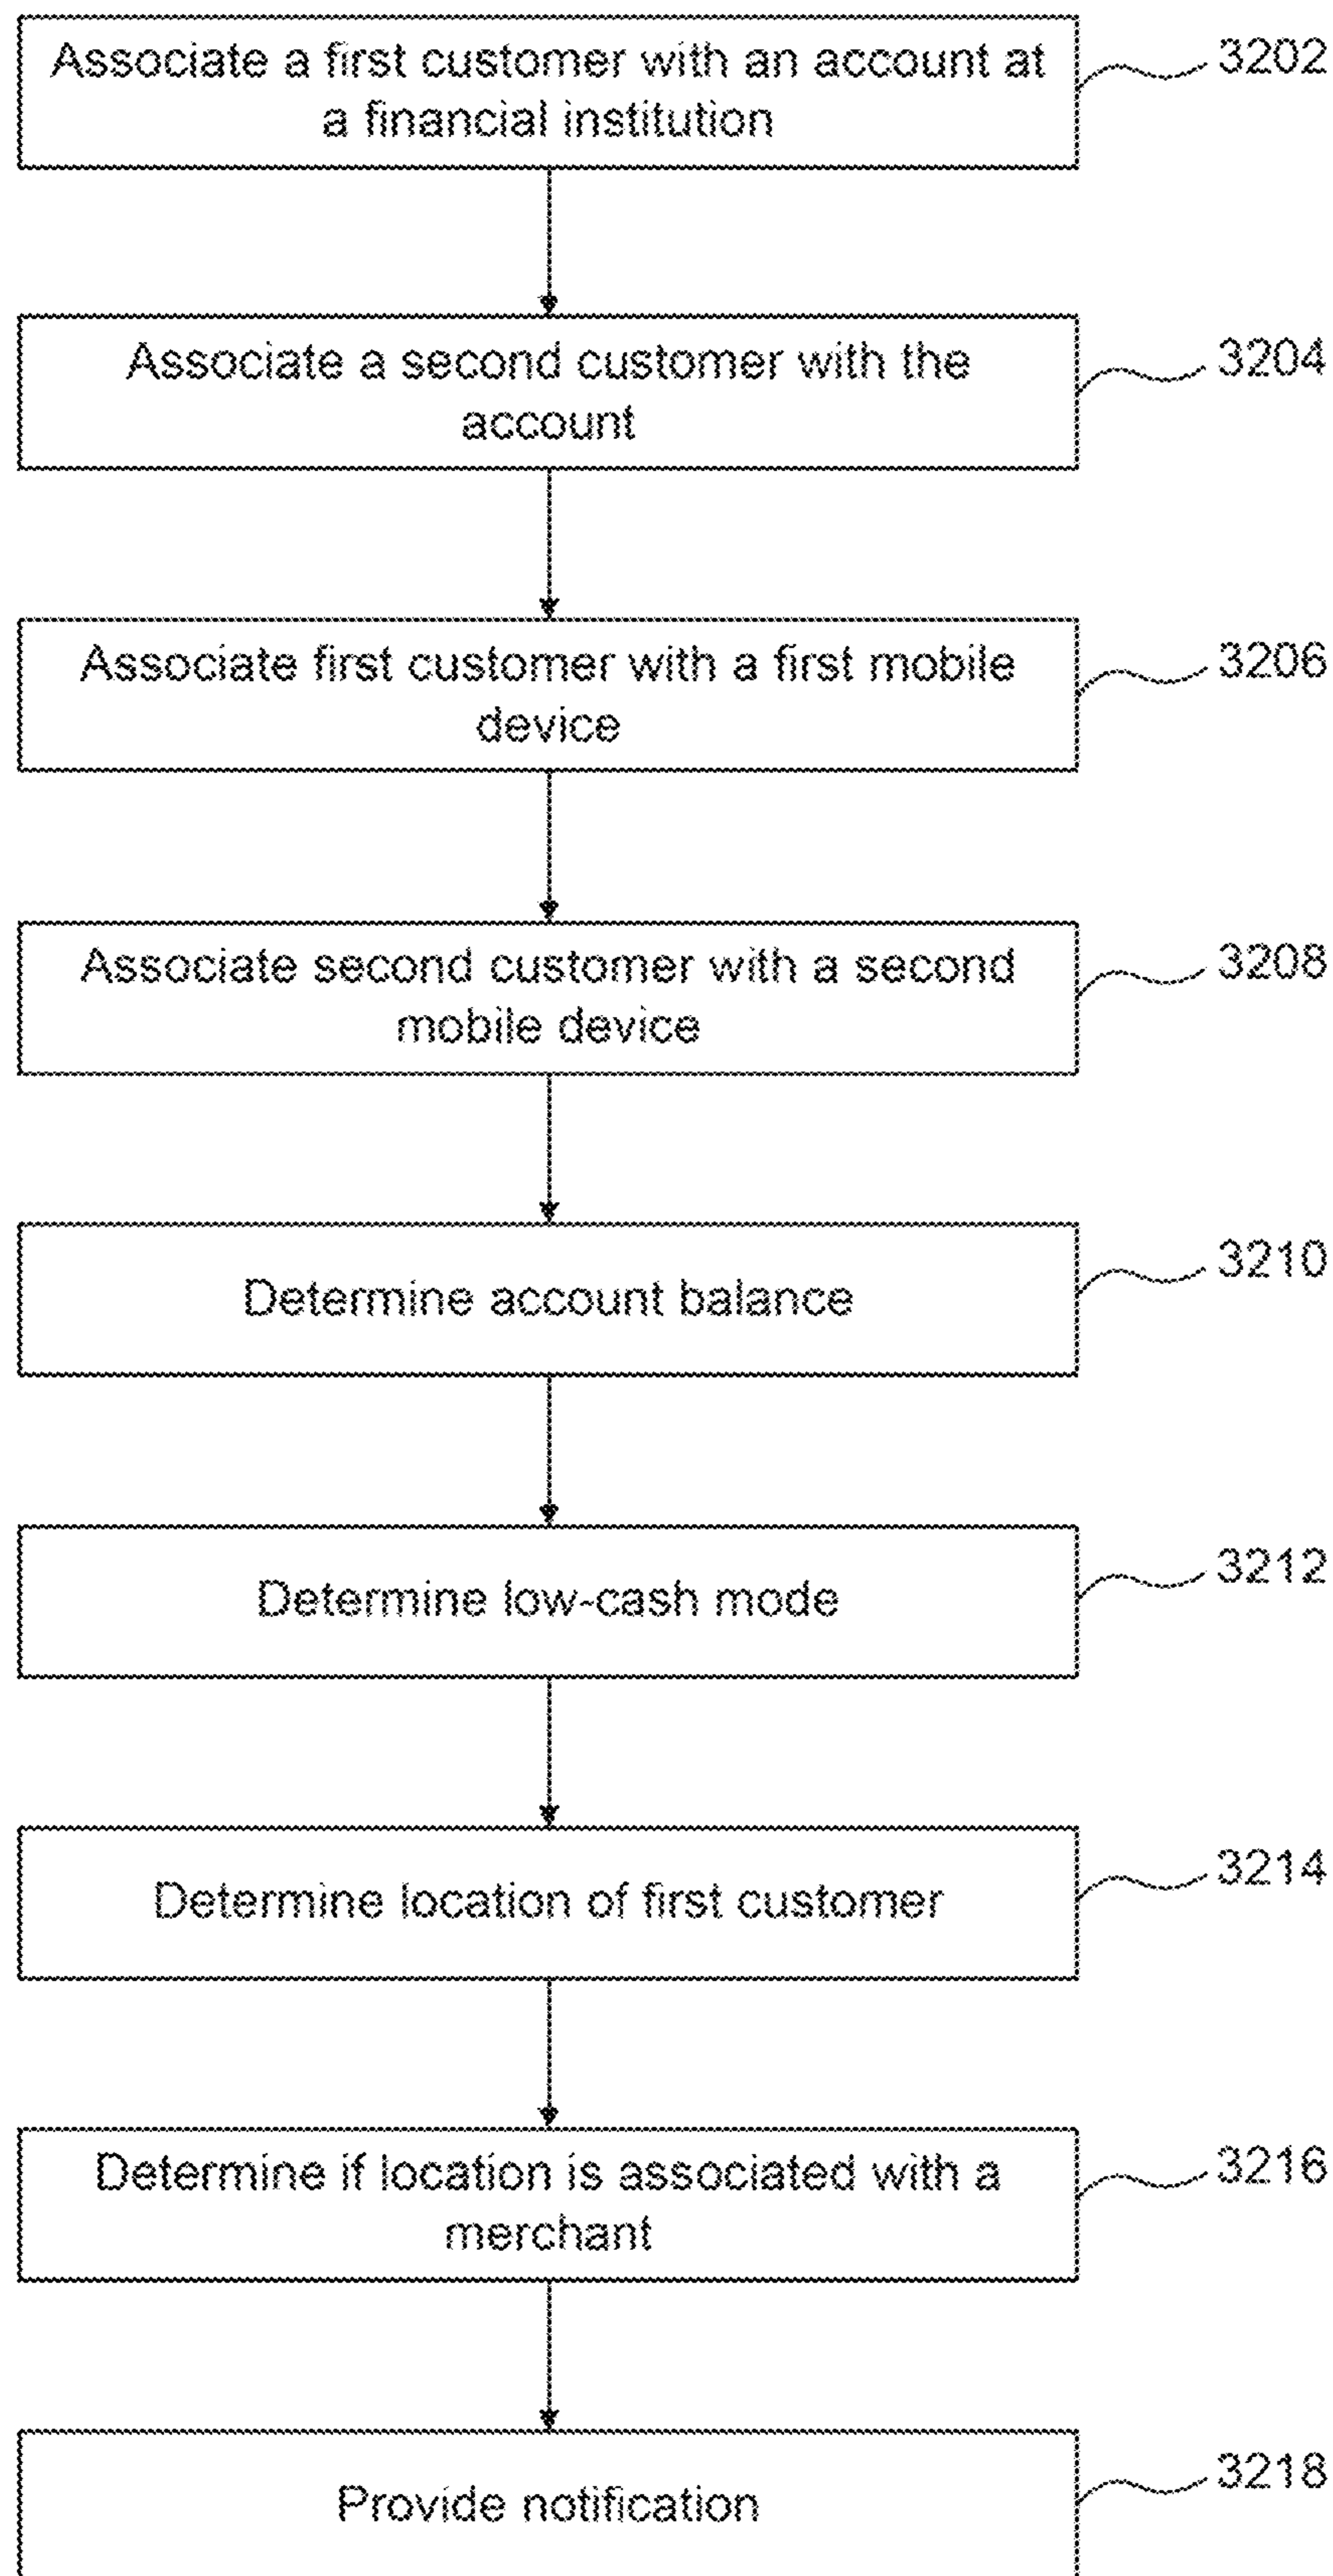 Associate a first customer with an account at
a financial institution
3202
Associate a second customer with the
account
3204
Associate first customer with a first mobile
device
3206
Associate second customer with a second
mobile device
3208
Determine account balance
3210
Determine low-cash mode
3212
Determine location of first customer
3214
Determine if location is associated with a
merchant
3216
Provide notification
3218